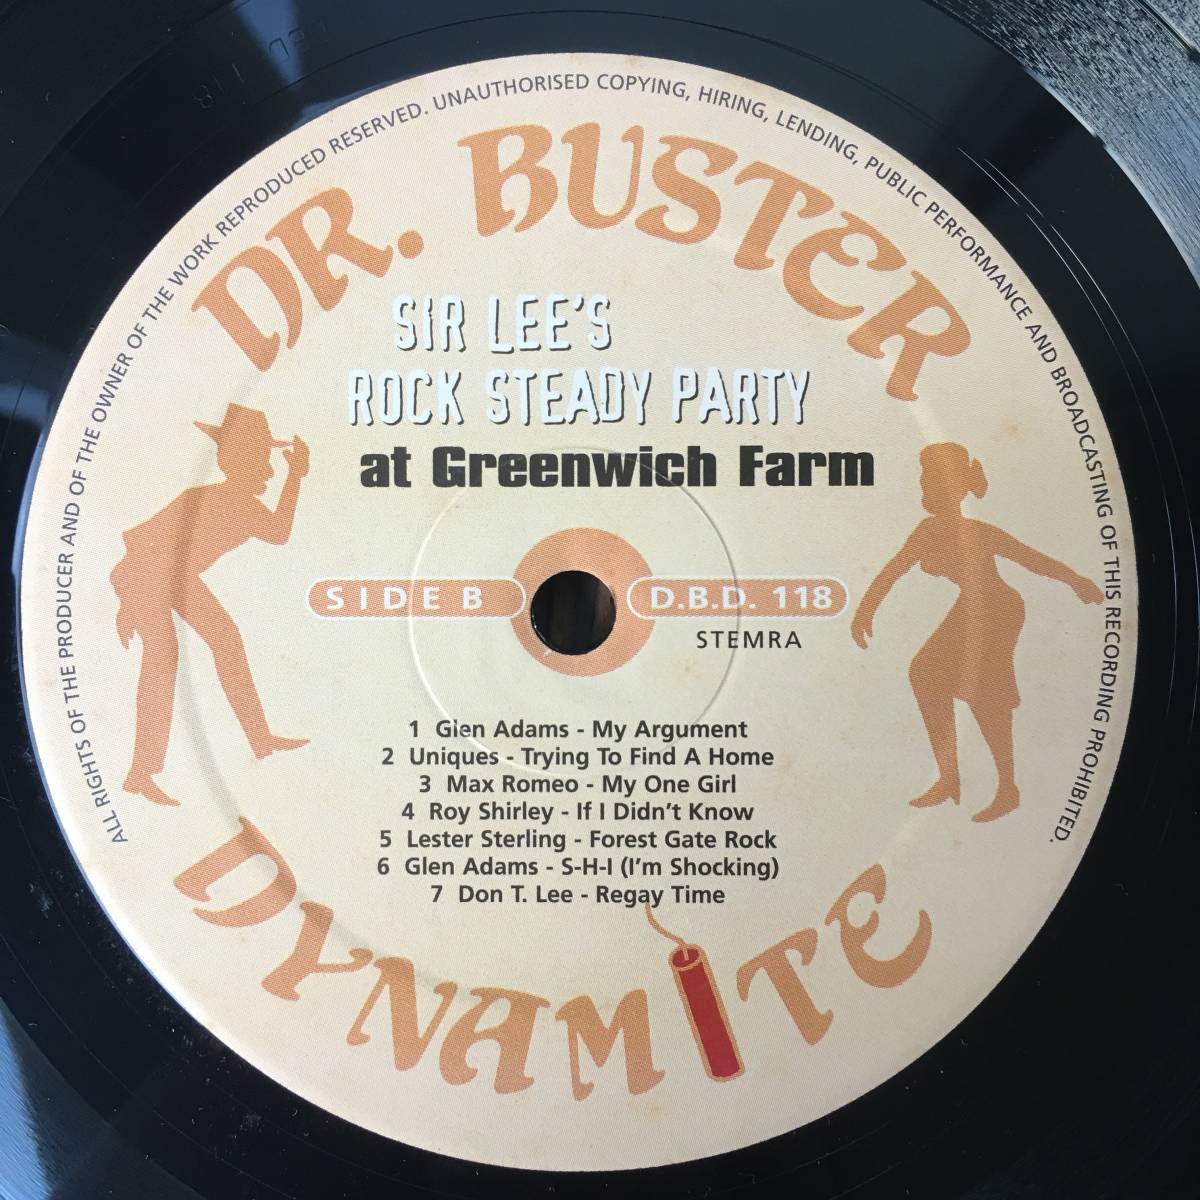 ALL RIGHTS OF THE PRODUCER AND OF THE OWNER OF THE WORK REPRODUCED RESERVED. UNAUTHORISED COPYING, HIRING, LENDING, PUBLIC PERFORMANCE AND BROADCASTING OF THIS RECORDING PROHIBITED.
DR. BUSTER
SIR LEE'S
ROCK STEADY PARTY
at Greenwich Farm
SIDE B
D.B.D. 118
STEMRA
1 Glen Adams - My Argument
2 Uniques - Trying To Find A Home
3 Max Romeo - My One Girl
4 Roy Shirley - If I Didn't Know
5 Lester Sterling - Forest Gate Rock
6 Glen Adams - S-H-I (I'm Shocking)
7 Don T. Lee - Regay Time
DYNAMITE